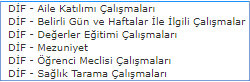 DİF - Aile Katılımı Çalışmaları
DİF - Belirli Gün ve Haftalar İle İlgili Çalışmalar
DİF - Değerler Eğitimi Çalışmaları
DİF - Mezuniyet
DİF - Öğrenci Meclisi Çalışmaları
DİF - Sağlık Tarama Çalışmaları